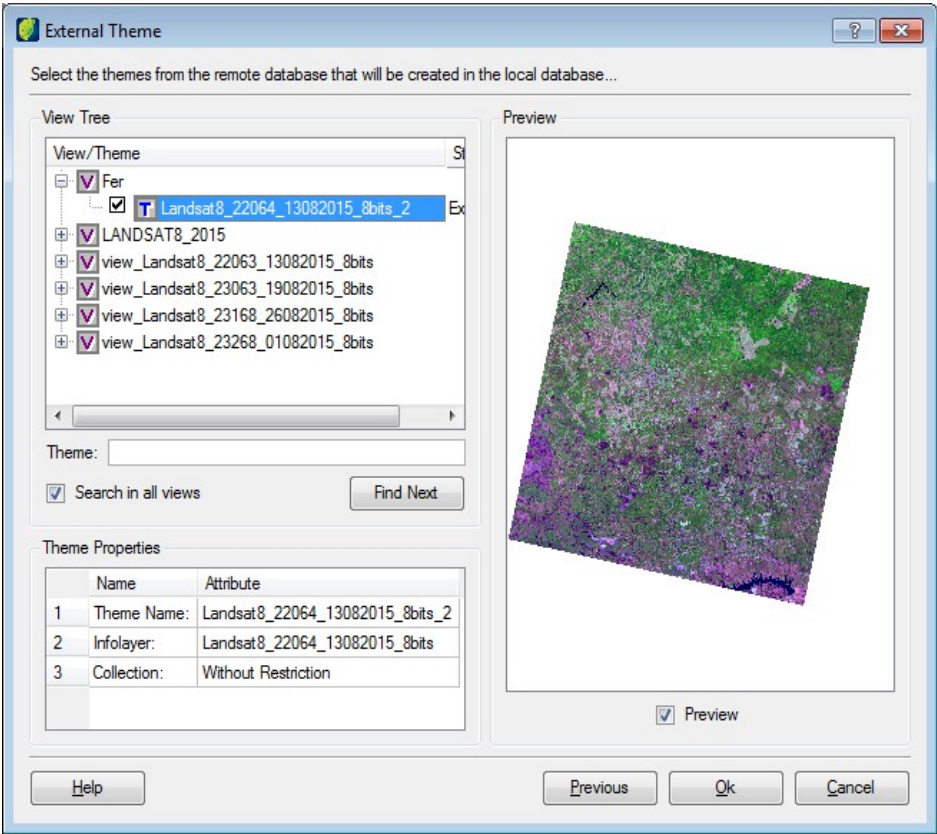 External Theme
Select the themes from the remote database that will be created in the local database...
View Tree
View/Theme
Fer
Landsat8_22064_13082015_8bits_2
LANDSAT8_2015
view_Landsat8_22063_13082015_8bits
view_Landsat8_23063_19082015_8bits
view_Landsat8_23168_26082015_8bits
view_Landsat8_23268_01082015_8bits
Theme:
Search in all views
Find Next
Theme Properties
Name Attribute
1 Theme Name: Landsat8_22064_13082015_8bits_2
2 Infolayer: Landsat8_22064_13082015_8bits
3 Collection: Without Restriction
Preview
Preview
Help Previous Ok Cancel